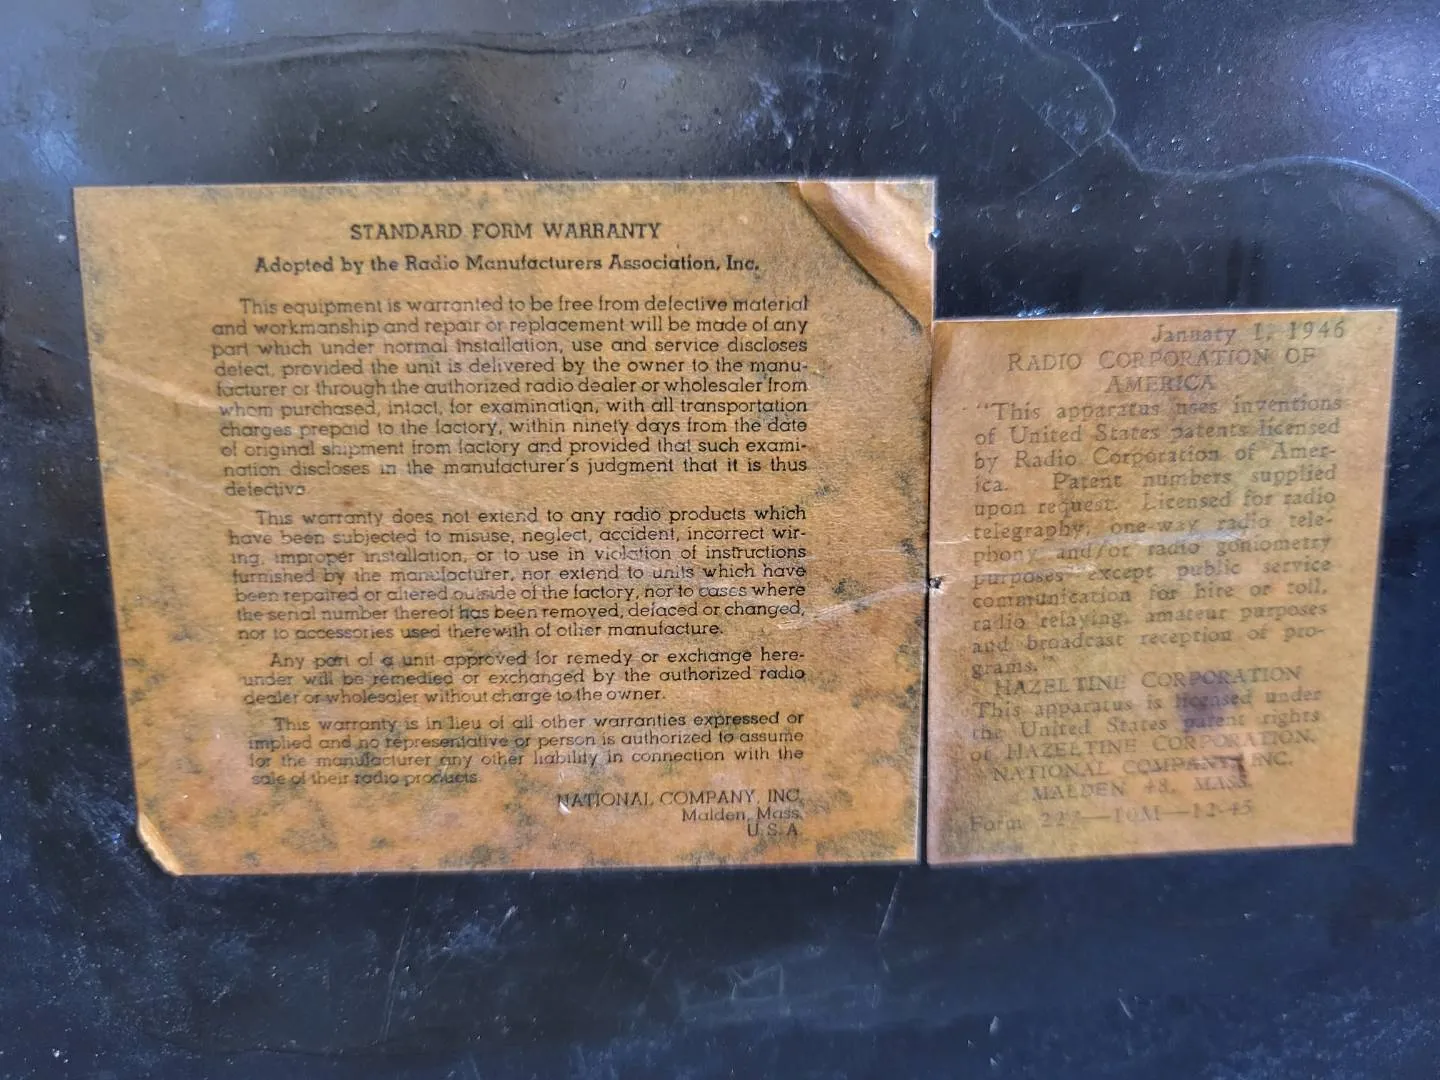 STANDARD FORM WARRANTY
Adopted by the Radio Manufacturers Association, Inc.
This equipment is warranted to be free from defective material
and workmanship and repair or replacement will be made of any
part which under normal installation, use and service discloses
defect, provided the unit is delivered by the owner to the manu-
facturer or through the authorized radio dealer or wholesaler from
whom purchased, intact, for examination, with all transportation
charges prepaid to the factory, within ninety days from the date
of original shipment from factory and provided that such exami-
nation discloses in the manufacturer's judgment that it is thus
defective.
This warranty does not extend to any radio products which
have been subjected to misuse, neglect, accident, incorrect wir-
ing, improper installation, or to use in violation of instructions
furnished by the manufacturer, nor extend to units which have
been repaired or altered outside of the factory, nor to cases where
the serial number thereof has been removed, defaced or changed,
nor to accessories used therewith of other manufacture.
Any part of a unit approved for remedy or exchange here-
under will be remedied or exchanged by the authorized radio
dealer or wholesaler without charge to the owner.
This warranty is in lieu of all other warranties expressed or
implied and no representative or person is authorized to assume
for the manufacturer any other liability in connection with the
sale of their radio products.
NATIONAL COMPANY, INC.
Malden, Mass.
U. S. A.
January 1, 1946
RADIO CORPORATION OF
AMERICA
"This apparatus uses inventions
of United States patents licensed
by Radio Corporation of Amer-
ica. Patent numbers supplied
upon request. Licensed for radio
telegraphy, one-way radio tele-
phony and/or radio goniometry
purposes except public service
communication for hire or toll,
radio relaying, amateur purposes
and broadcast reception of pro-
grams."
HAZELTINE CORPORATION
This apparatus is licensed under
the United States patent rights
of HAZELTINE CORPORATION.
NATIONAL COMPANY, INC.
MALDEN 48, MASS.
Form 222—10M—12-45